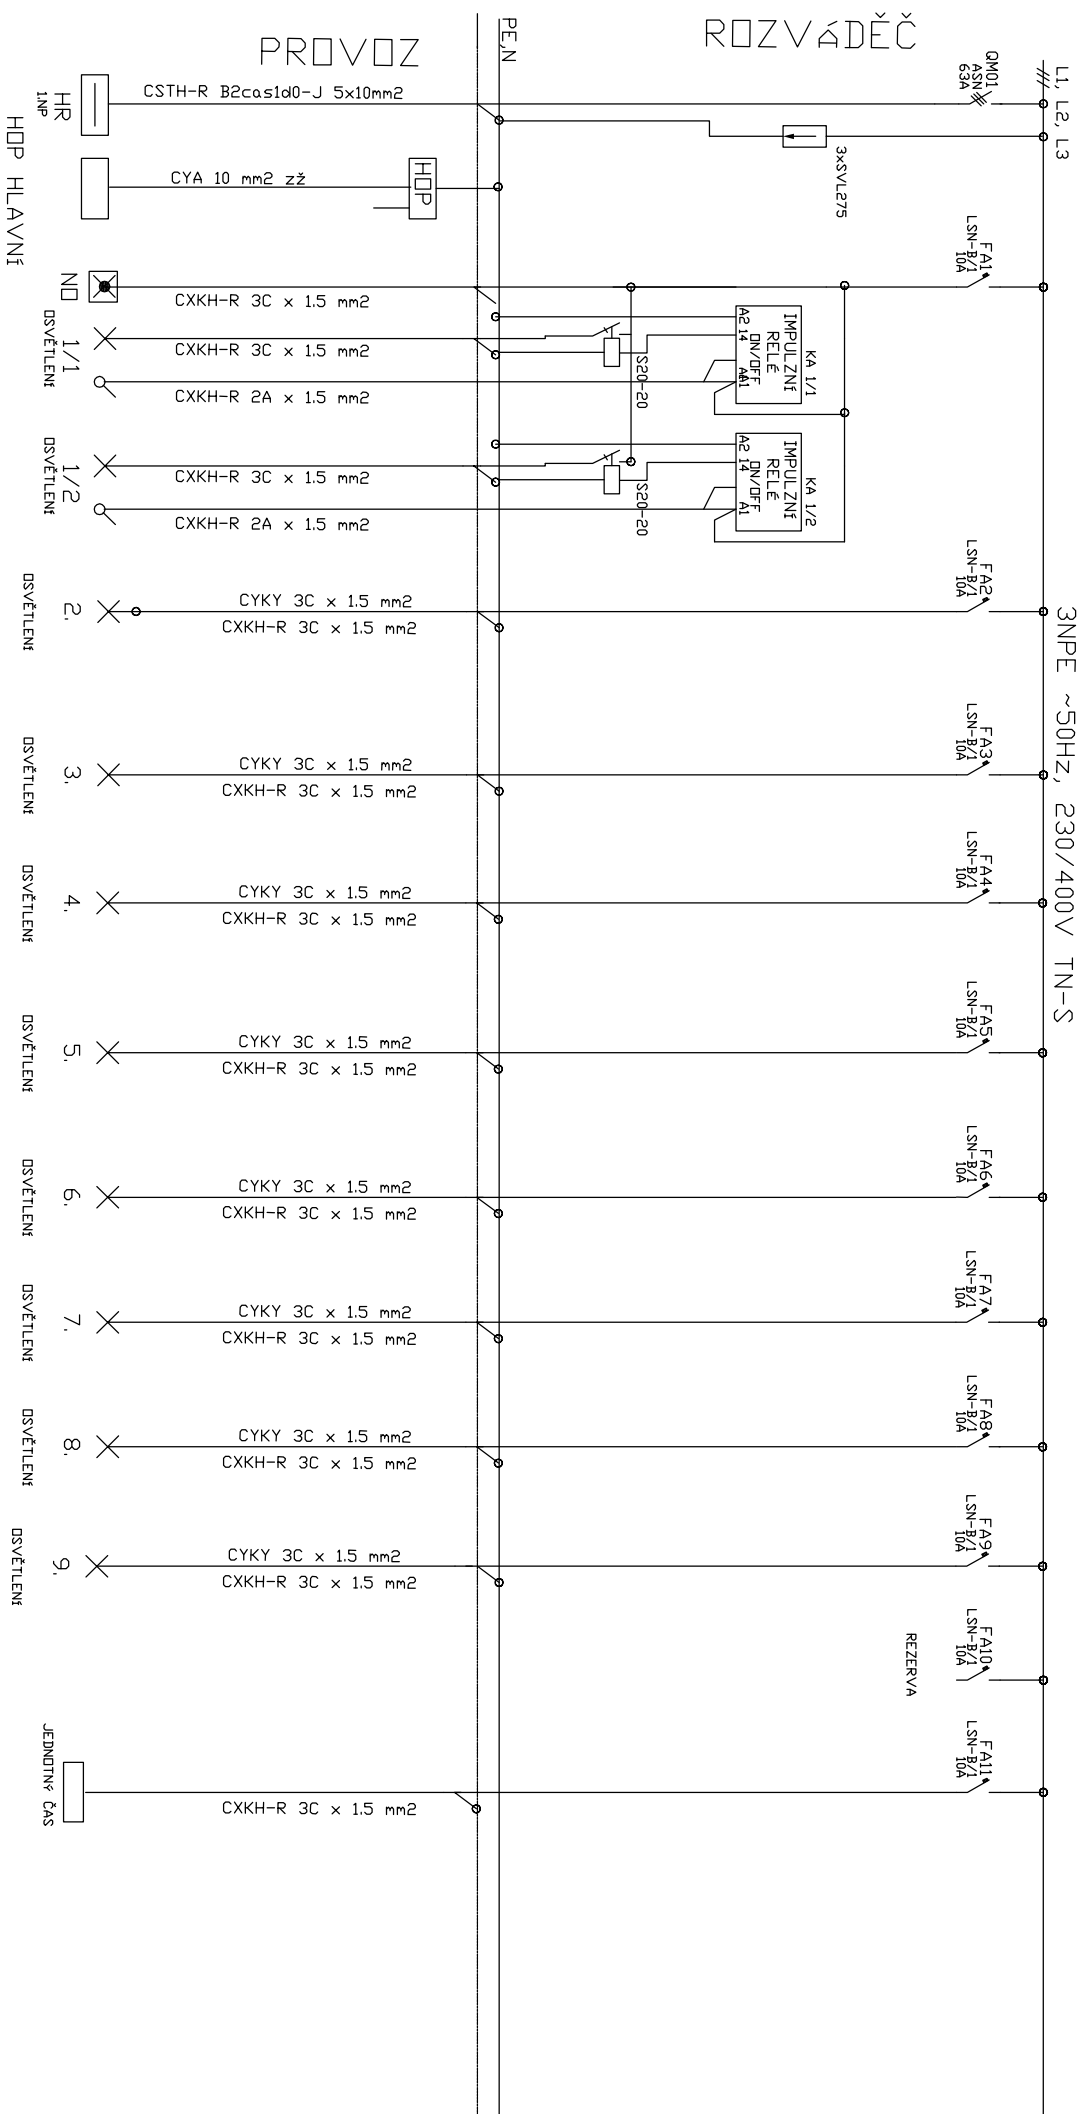 PROVOZ
PE,N
ROZVÁDĚČ
L1, L2, L3
3NPE ~50Hz, 230/400V TN-S
QM01
ASN
63A
CSTH-R B2cas1d0-J 5x10mm2
HR
1.NP
3xSVL275
CYA 10 mm2 zž
HOP
HOP HLAVNÍ
FA1
LSN-B/1
10A
NO
CXKH-R 3C x 1.5 mm2
KA 1/1
IMPULZNÍ
RELÉ
ON/OFF
A2 14
A1
S20-20
1/1
OSVĚTLENÍ
CXKH-R 3C x 1.5 mm2
CXKH-R 2A x 1.5 mm2
KA 1/2
IMPULZNÍ
RELÉ
ON/OFF
A2 14
A1
S20-20
1/2
OSVĚTLENÍ
CXKH-R 3C x 1.5 mm2
CXKH-R 2A x 1.5 mm2
FA2
LSN-B/1
10A
CYKY 3C x 1.5 mm2
CXKH-R 3C x 1.5 mm2
2.
OSVĚTLENÍ
FA3
LSN-B/1
10A
CYKY 3C x 1.5 mm2
CXKH-R 3C x 1.5 mm2
3.
OSVĚTLENÍ
FA4
LSN-B/1
10A
CYKY 3C x 1.5 mm2
CXKH-R 3C x 1.5 mm2
4.
OSVĚTLENÍ
FA5
LSN-B/1
10A
CYKY 3C x 1.5 mm2
CXKH-R 3C x 1.5 mm2
5.
OSVĚTLENÍ
FA6
LSN-B/1
10A
CYKY 3C x 1.5 mm2
CXKH-R 3C x 1.5 mm2
6.
OSVĚTLENÍ
FA7
LSN-B/1
10A
CYKY 3C x 1.5 mm2
CXKH-R 3C x 1.5 mm2
7.
OSVĚTLENÍ
FA8
LSN-B/1
10A
CYKY 3C x 1.5 mm2
CXKH-R 3C x 1.5 mm2
8.
OSVĚTLENÍ
FA9
LSN-B/1
10A
CYKY 3C x 1.5 mm2
CXKH-R 3C x 1.5 mm2
9.
OSVĚTLENÍ
FA10
LSN-B/1
10A
REZERVA
FA11
LSN-B/1
10A
CXKH-R 3C x 1.5 mm2
JEDNOTNÝ ČAS